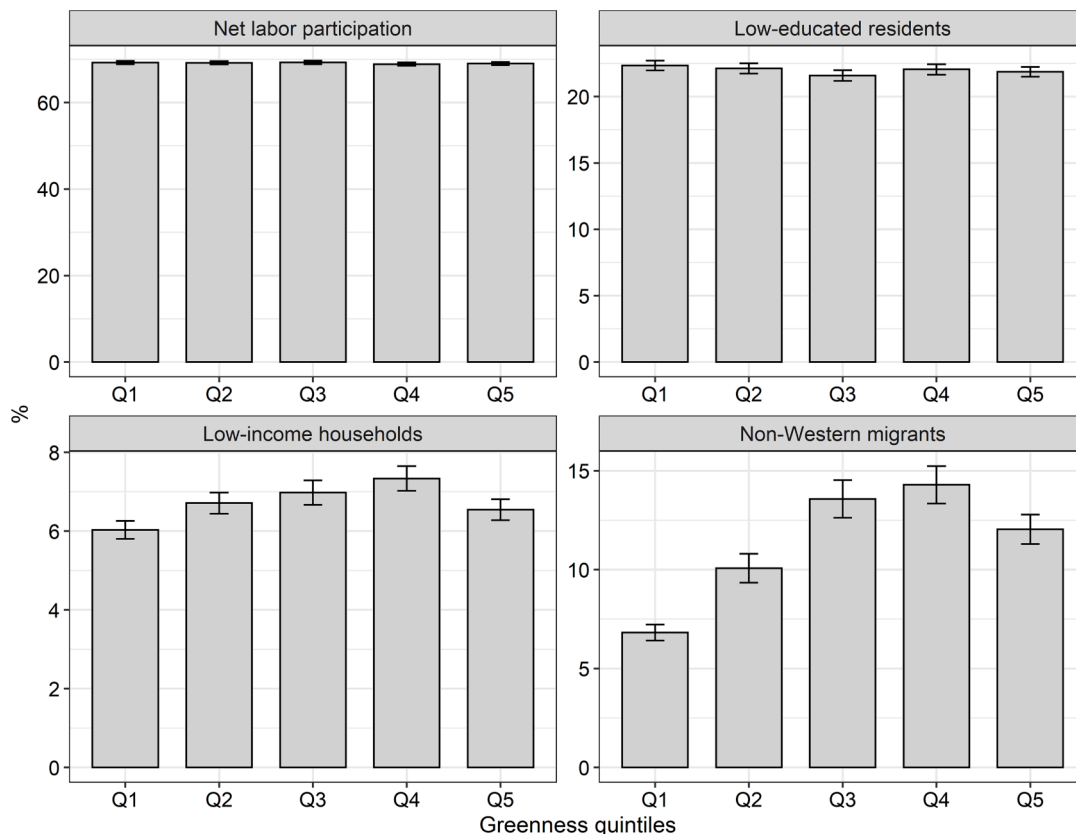 Net labor participation
Low-educated residents
60
40
20
0
20
15
10
5
0
Q1 Q2 Q3 Q4 Q5
Q1 Q2 Q3 Q4 Q5
%
Low-income households
Non-Western migrants
8
6
4
2
0
15
10
5
0
Q1 Q2 Q3 Q4 Q5
Q1 Q2 Q3 Q4 Q5
Greenness quintiles